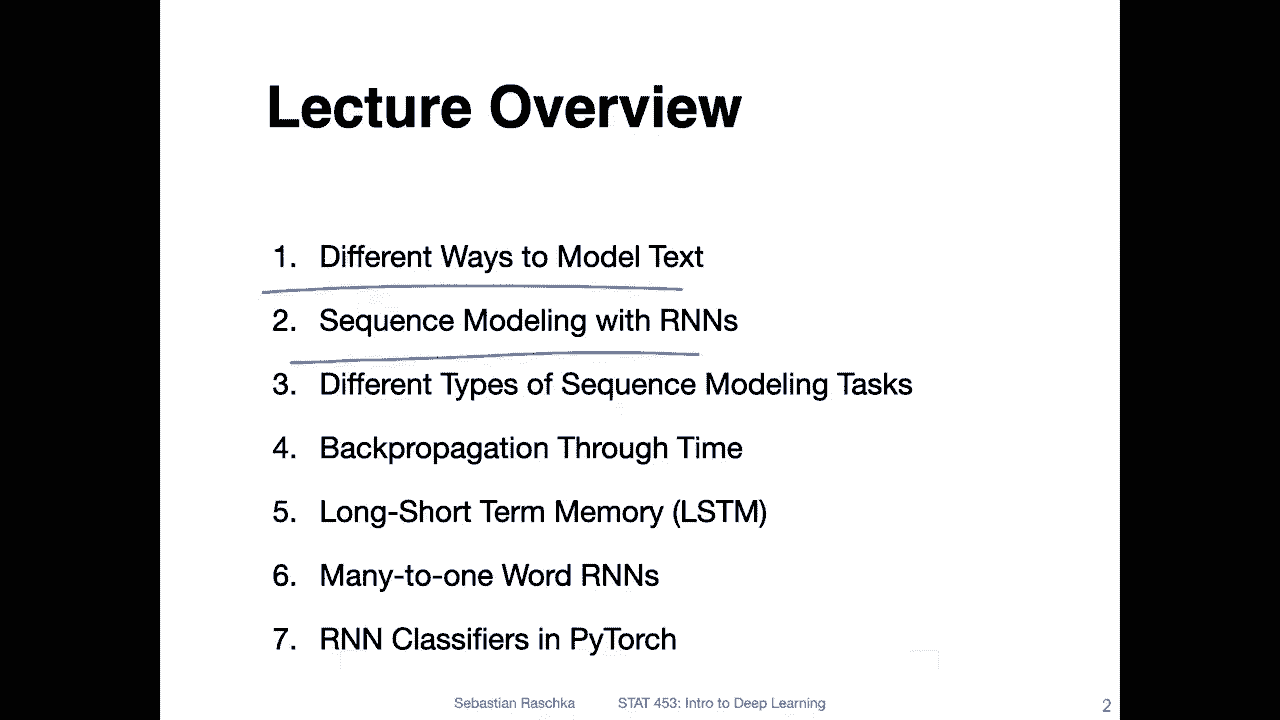 Lecture Overview
1. Different Ways to Model Text
2. Sequence Modeling with RNNs
3. Different Types of Sequence Modeling Tasks
4. Backpropagation Through Time
5. Long-Short Term Memory (LSTM)
6. Many-to-one Word RNNs
7. RNN Classifiers in PyTorch
Sebastian Raschka STAT 453: Intro to Deep Learning 2